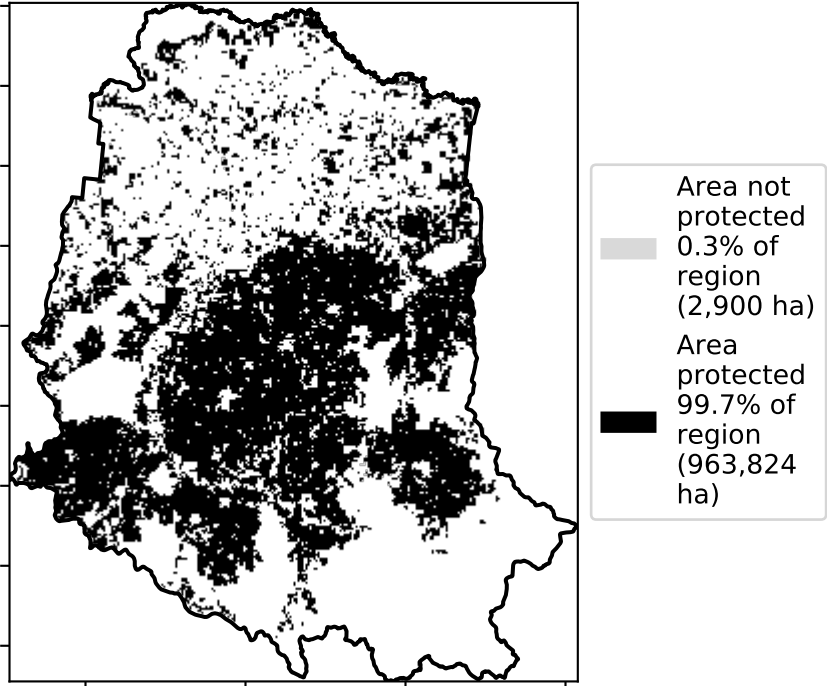 Area not
protected
0.3% of
region
(2,900 ha)
Area
protected
99.7% of
region
(963,824
ha)